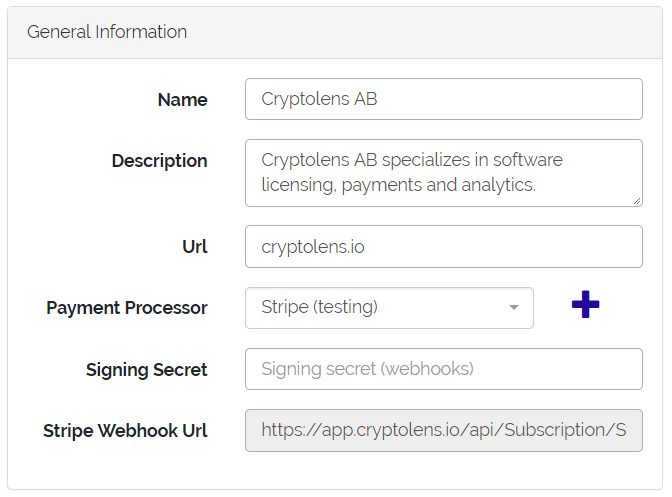 General Information
Name
Cryptolens AB
Description
Cryptolens AB specializes in software
licensing, payments and analytics.
Url
cryptolens.io
Payment Processor
Stripe (testing)
Signing Secret
Signing secret (webhooks)
Stripe Webhook Url
https://app.cryptolens.io/api/Subscription/S